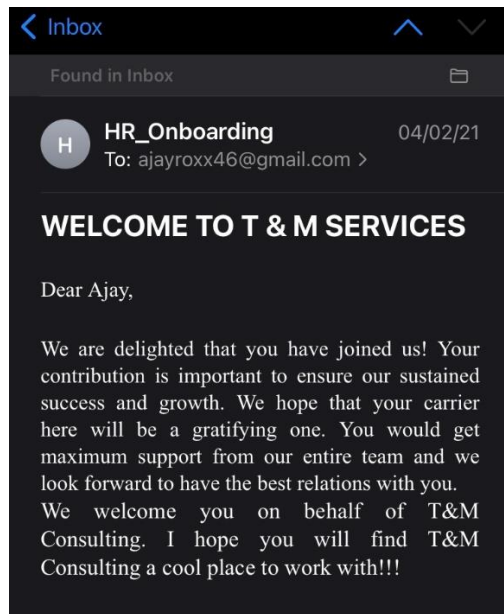 Inbox
Found in Inbox
H
HR_Onboarding
04/02/21
To: ajayroxx46@gmail.com >
WELCOME TO T & M SERVICES
Dear Ajay,
We are delighted that you have joined us! Your
contribution is important to ensure our sustained
success and growth. We hope that your carrier
here will be a gratifying one. You would get
maximum support from our entire team and we
look forward to have the best relations with you.
We welcome you on behalf of T&M
Consulting. I hope you will find T&M
Consulting a cool place to work with!!!